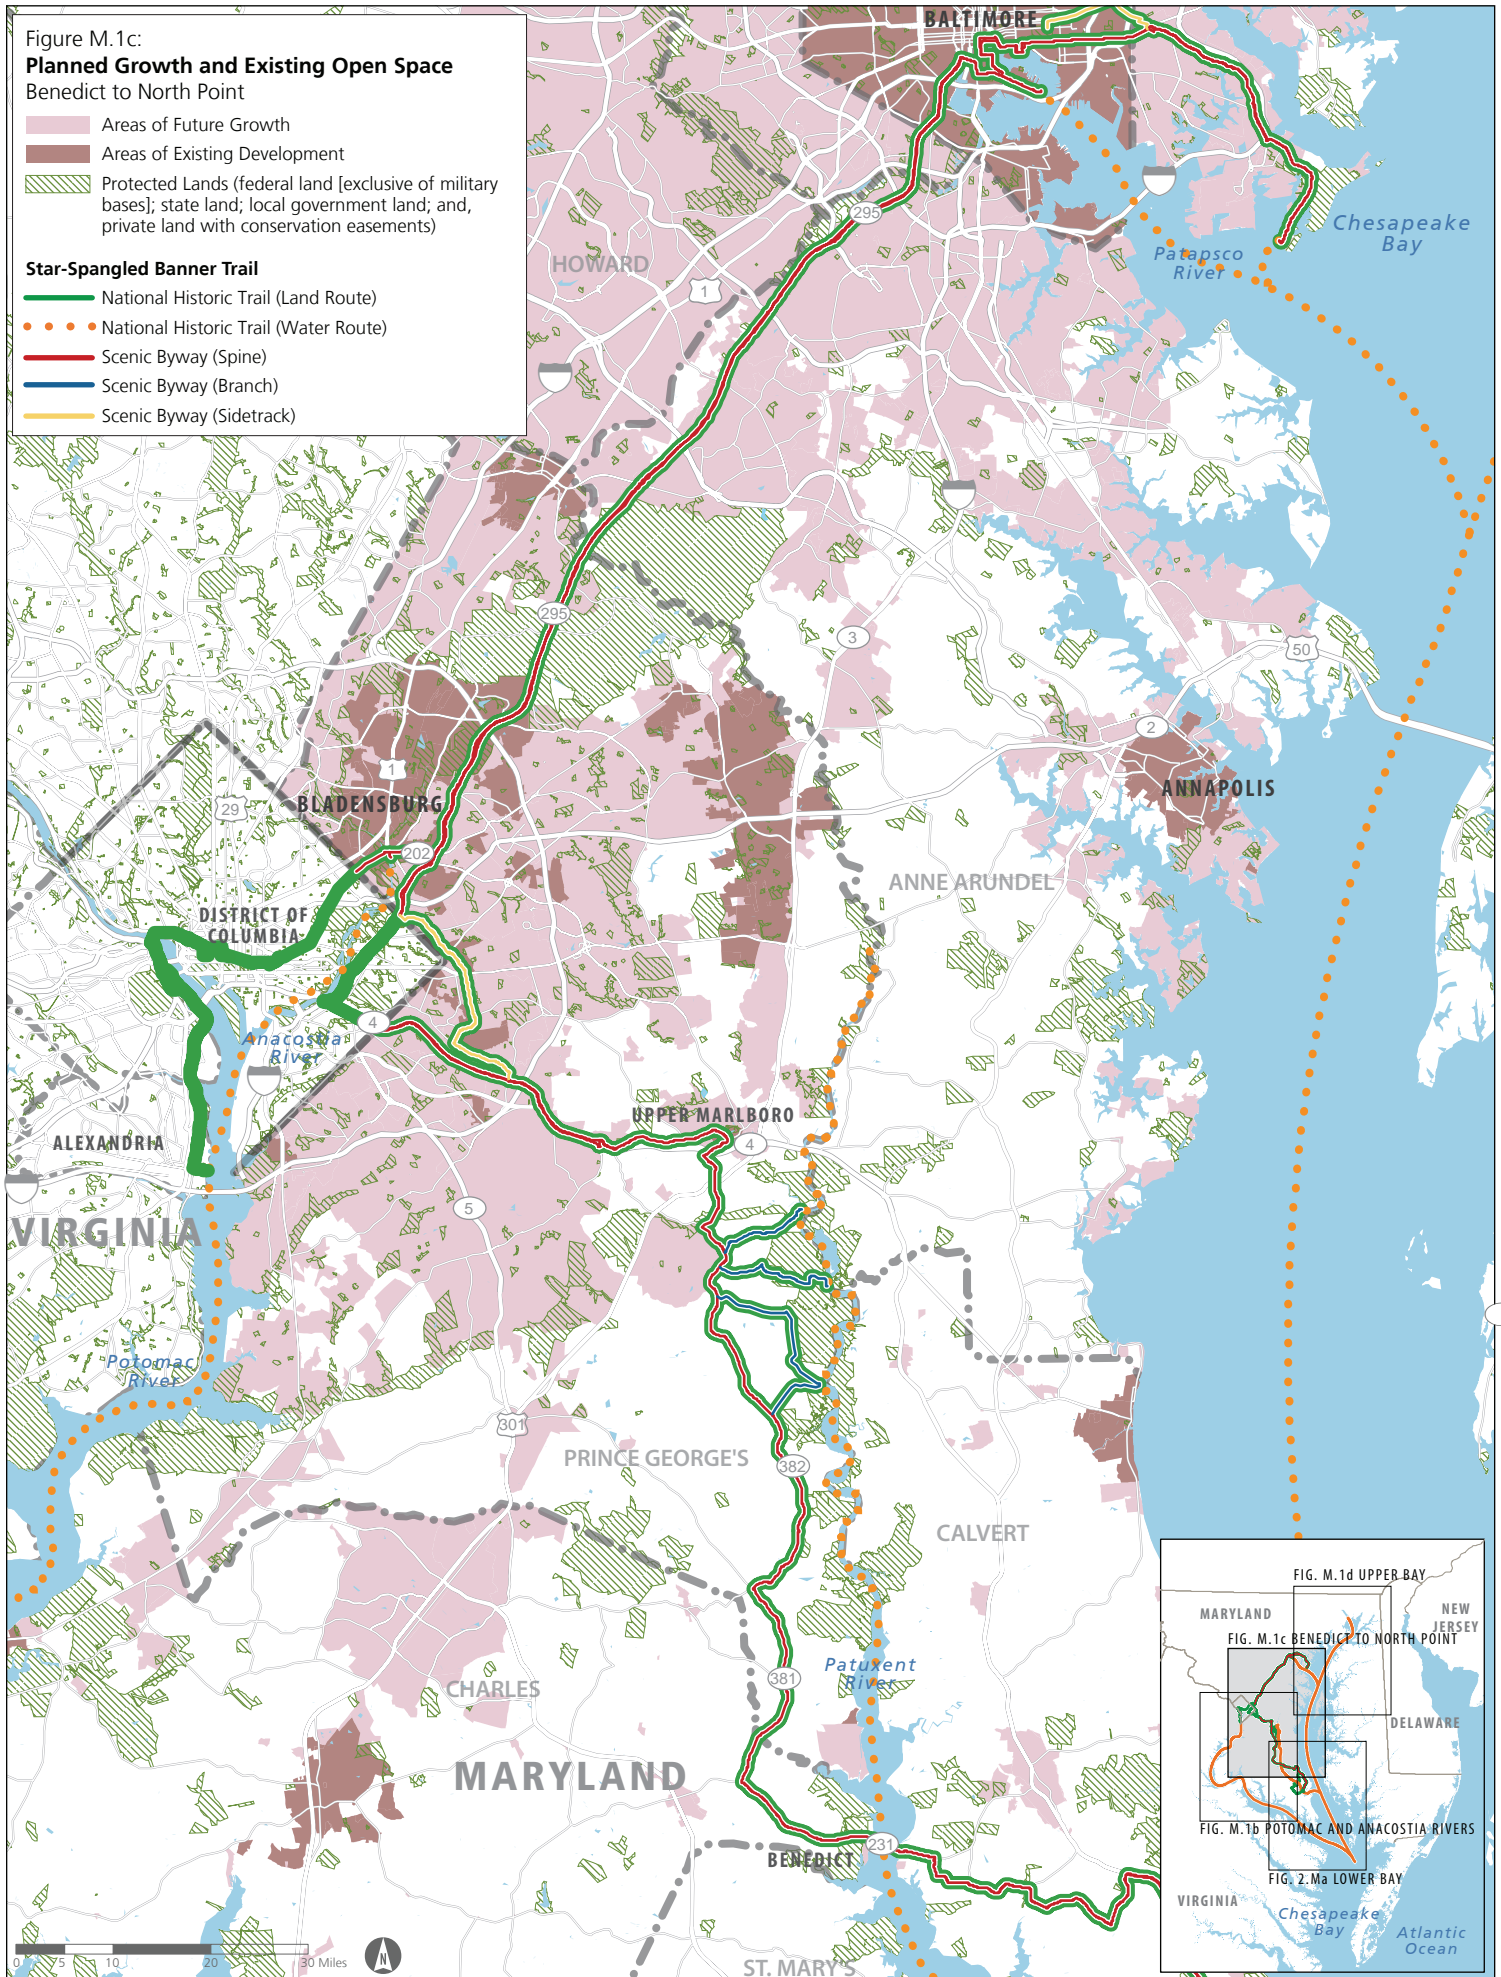 Figure M.1c:
Planned Growth and Existing Open Space
Benedict to North Point
Areas of Future Growth
Areas of Existing Development
Protected Lands (federal land [exclusive of military
bases]; state land; local government land; and,
private land with conservation easements)
Star-Spangled Banner Trail
National Historic Trail (Land Route)
National Historic Trail (Water Route)
Scenic Byway (Spine)
Scenic Byway (Branch)
Scenic Byway (Sidetrack)
BALTIMORE
295
Chesapeake
Bay
Patapsco
River
HOWARD
1
295
3
50
2
1
ANNAPOLIS
29
BLADENSBURG
202
ANNE ARUNDEL
DISTRICT OF
COLUMBIA
4
Anacostia
River
UPPER MARLBORO
4
ALEXANDRIA
5
VIRGINIA
Potomac
River
301
PRINCE GEORGE'S
382
CALVERT
Patuxent
River
381
CHARLES
MARYLAND
231
BENEDICT
ST. MARY'S
0 5 10 20 30 Miles
N
FIG. M.1d UPPER BAY
MARYLAND
NEW
JERSEY
FIG. M.1c BENEDICT TO NORTH POINT
DELAWARE
FIG. M.1b POTOMAC AND ANACOSTIA RIVERS
FIG. 2.Ma LOWER BAY
VIRGINIA
Chesapeake
Bay
Atlantic
Ocean